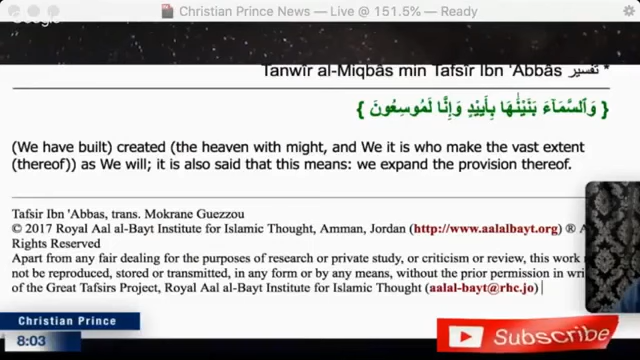 Christian Prince News — Live @ 151.5% — Ready
Google
* تفسير Tanwîr al-Miqbâs min Tafsîr Ibn 'Abbâs
{ وَٱلسَّمَآءَ بَنَيْنَٰهَا بِأَييْدٍ وَإِنَّا لَمُوسِعُونَ }
(We have built) created (the heaven with might, and We it is who make the vast extent
(thereof)) as We will; it is also said that this means: we expand the provision thereof.
Tafsir Ibn 'Abbas, trans. Mokrane Guezzou
© 2017 Royal Aal al-Bayt Institute for Islamic Thought, Amman, Jordan (http://www.aalalbayt.org) ® A
Rights Reserved
Apart from any fair dealing for the purposes of research or private study, or criticism or review, this work
not be reproduced, stored or transmitted, in any form or by any means, without the prior permission in wri
of the Great Tafsirs Project, Royal Aal al-Bayt Institute for Islamic Thought (aalal-bayt@rhc.jo)
Christian Prince
8:03
Subscribe